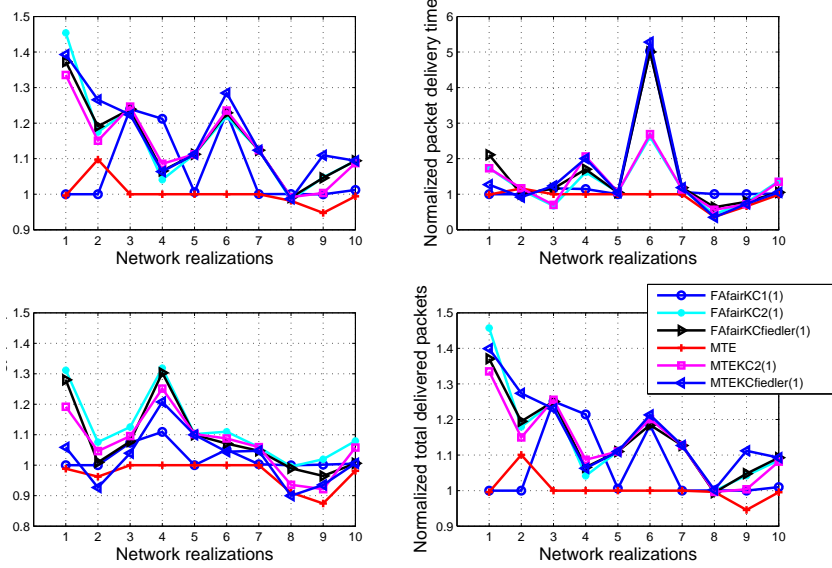 1.5
1.4
1.3
1.2
1.1
1
0.9
1 2 3 4 5 6 7 8 9 10
Network realizations
Normalized packet delivery time
6
5
4
3
2
1
0
1 2 3 4 5 6 7 8 9 10
Network realizations
1.5
1.4
1.3
1.2
1.1
1
0.9
0.8
1 2 3 4 5 6 7 8 9 10
Network realizations
Normalized total delivered packets
1.5
1.4
1.3
1.2
1.1
1
0.9
1 2 3 4 5 6 7 8 9 10
Network realizations
FAfairKC1(1)
FAfairKC2(1)
FAfairKCfiedler(1)
MTE
MTEKC2(1)
MTEKCfiedler(1)